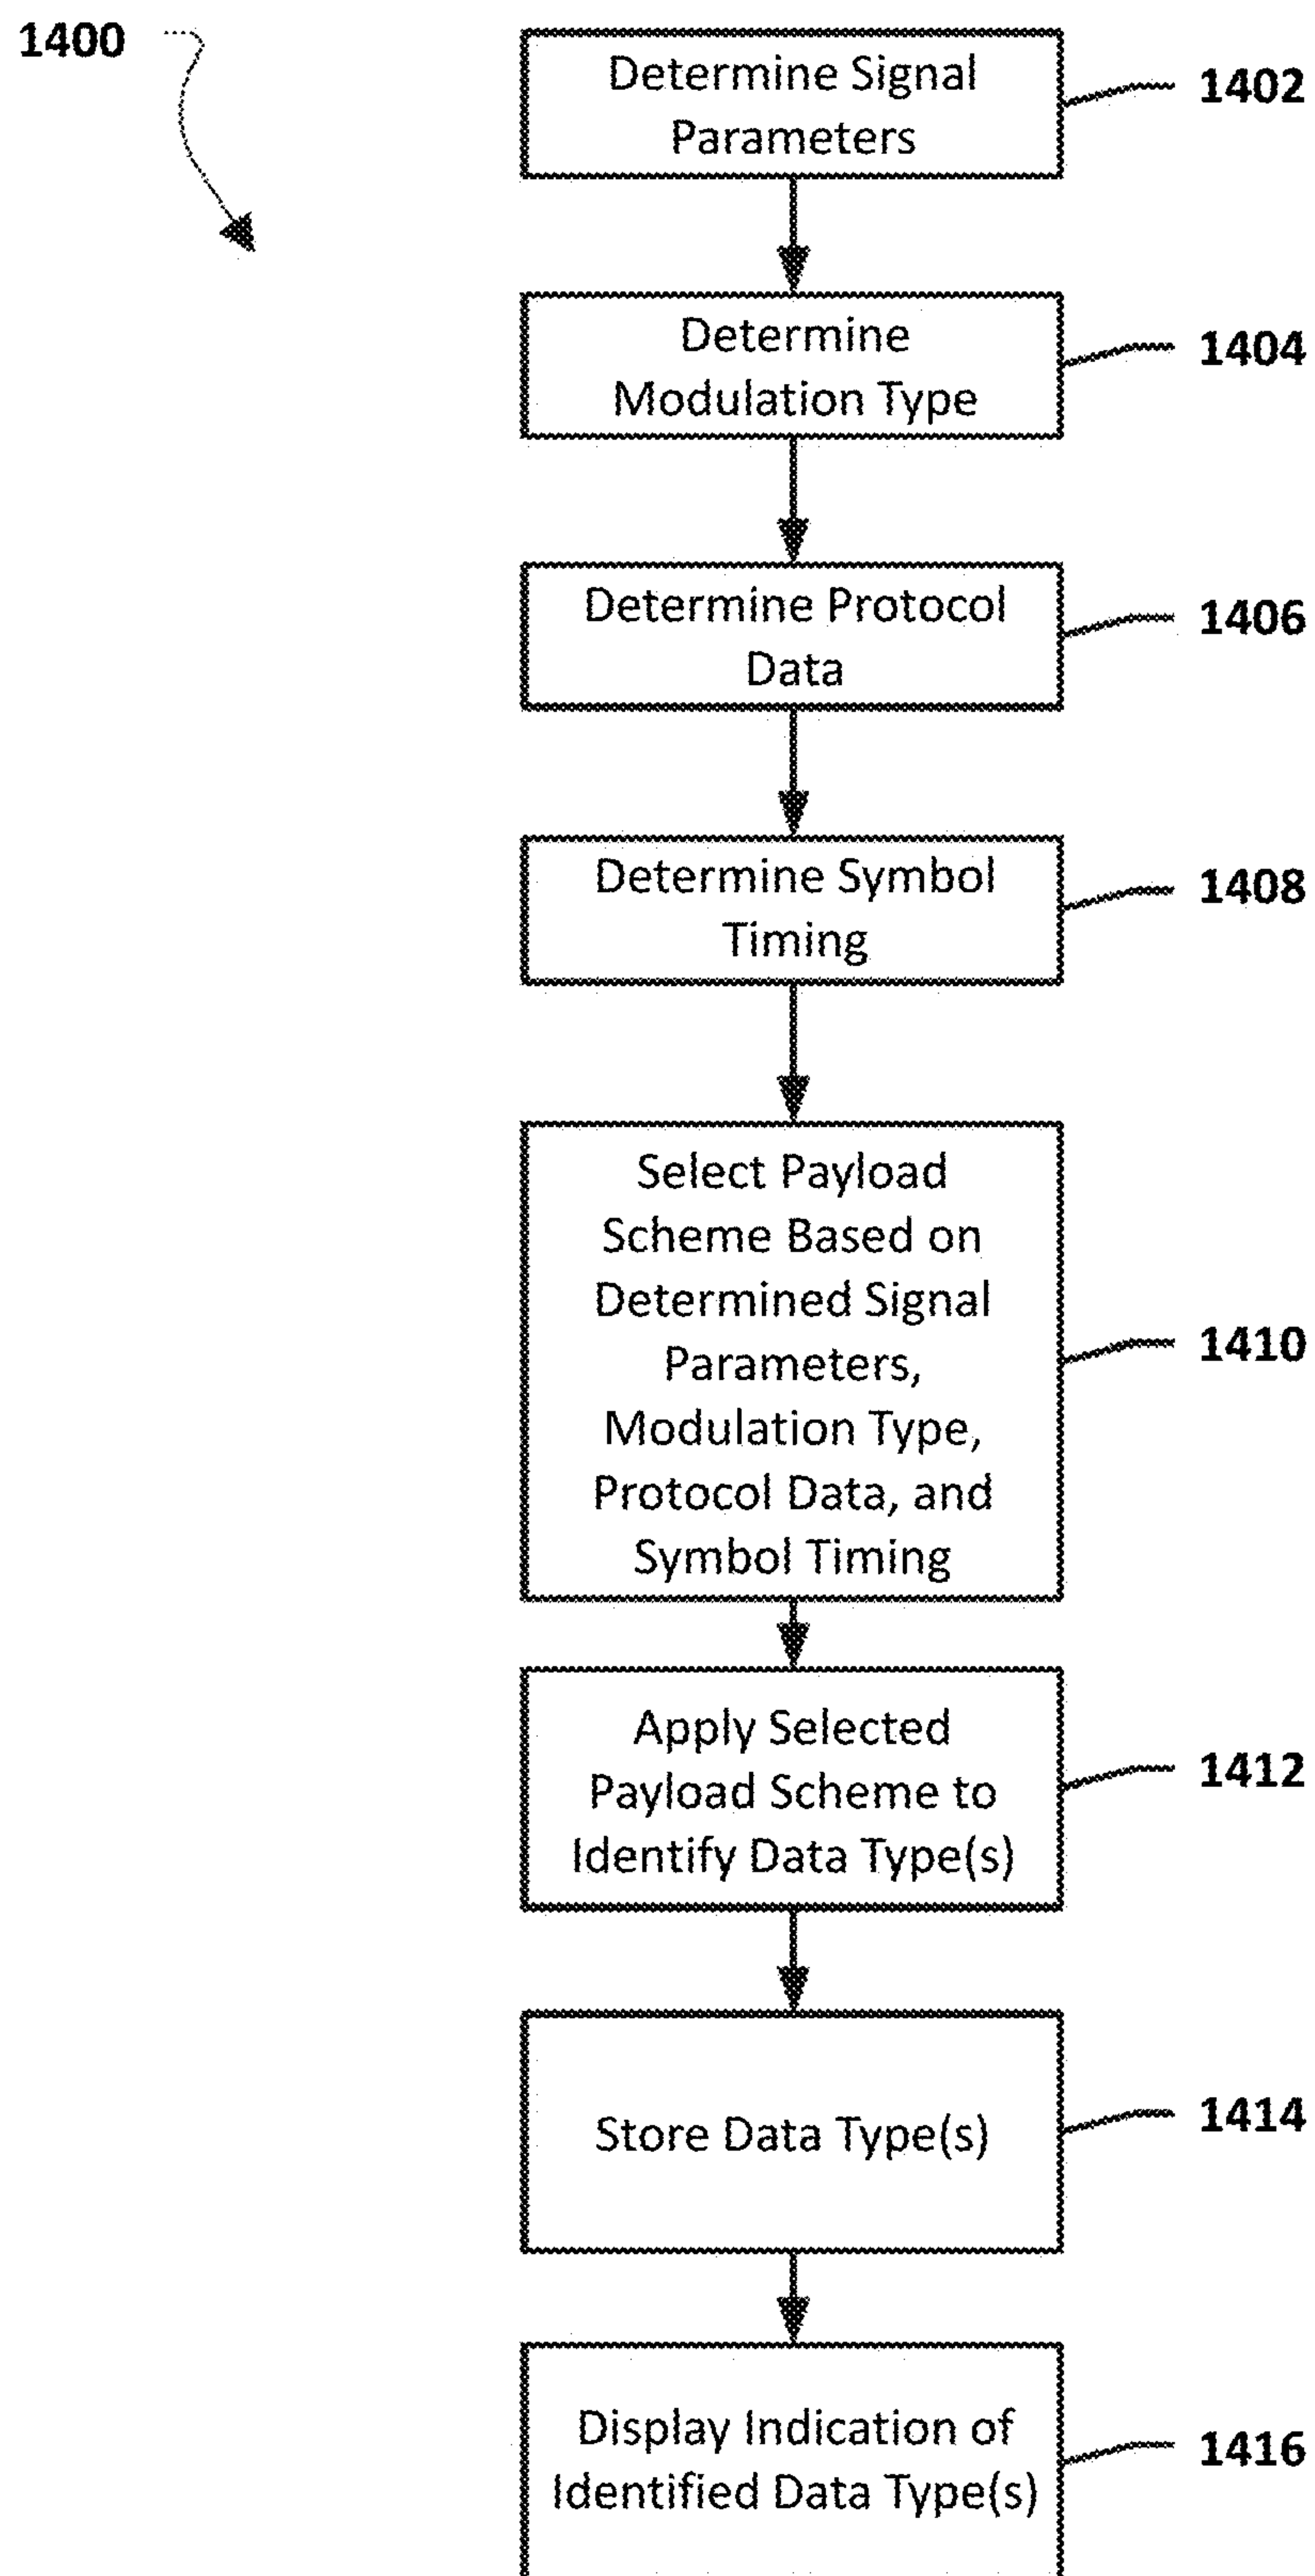 1400
Determine Signal
Parameters
1402
Determine
Modulation Type
1404
Determine Protocol
Data
1406
Determine Symbol
Timing
1408
Select Payload
Scheme Based on
Determined Signal
Parameters,
Modulation Type,
Protocol Data, and
Symbol Timing
1410
Apply Selected
Payload Scheme to
Identify Data Type(s)
1412
Store Data Type(s)
1414
Display Indication of
Identified Data Type(s)
1416